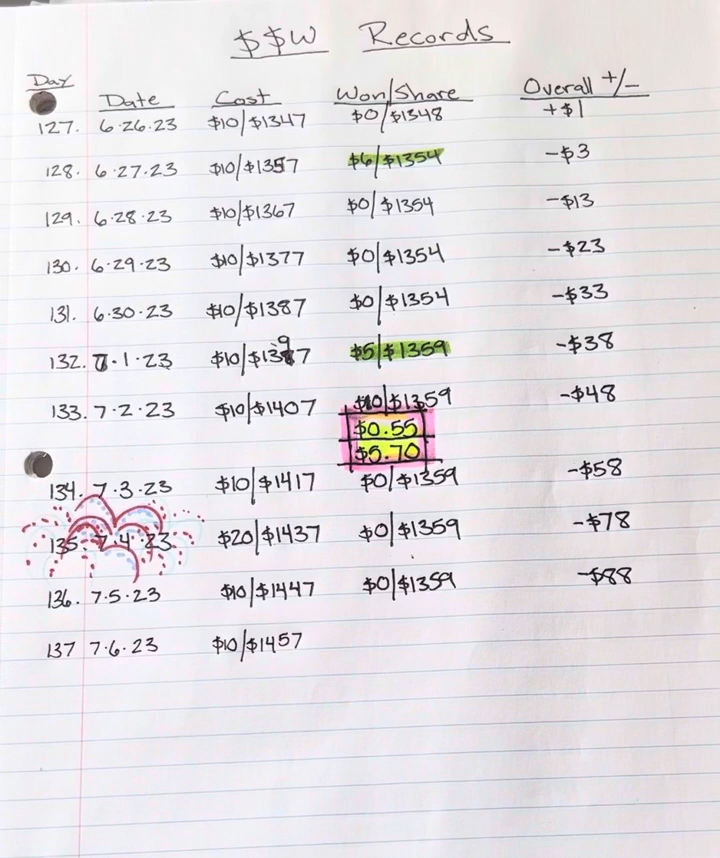 $$W Records
Day Date Cost Won/Share Overall +/-
127. 6.26.23 $10/$1347 $0/$1348 +$1
128. 6.27.23 $10/$1357 $6/$1354 -$3
129. 6.28.23 $10/$1367 $0/$1354 -$13
130. 6.29.23 $10/$1377 $0/$1354 -$23
131. 6.30.23 $10/$1387 $0/$1354 -$33
132. 7.1.23 $10/$1397 $5/$1359 -$38
133. 7.2.23 $10/$1407 $0/$1359 -$48
$0.55
$5.70
134. 7.3.23 $10/$1417 $0/$1359 -$58
135. 7.4.23 $20/$1437 $0/$1359 -$78
136. 7.5.23 $10/$1447 $0/$1359 -$88
137 7.6.23 $10/$1457